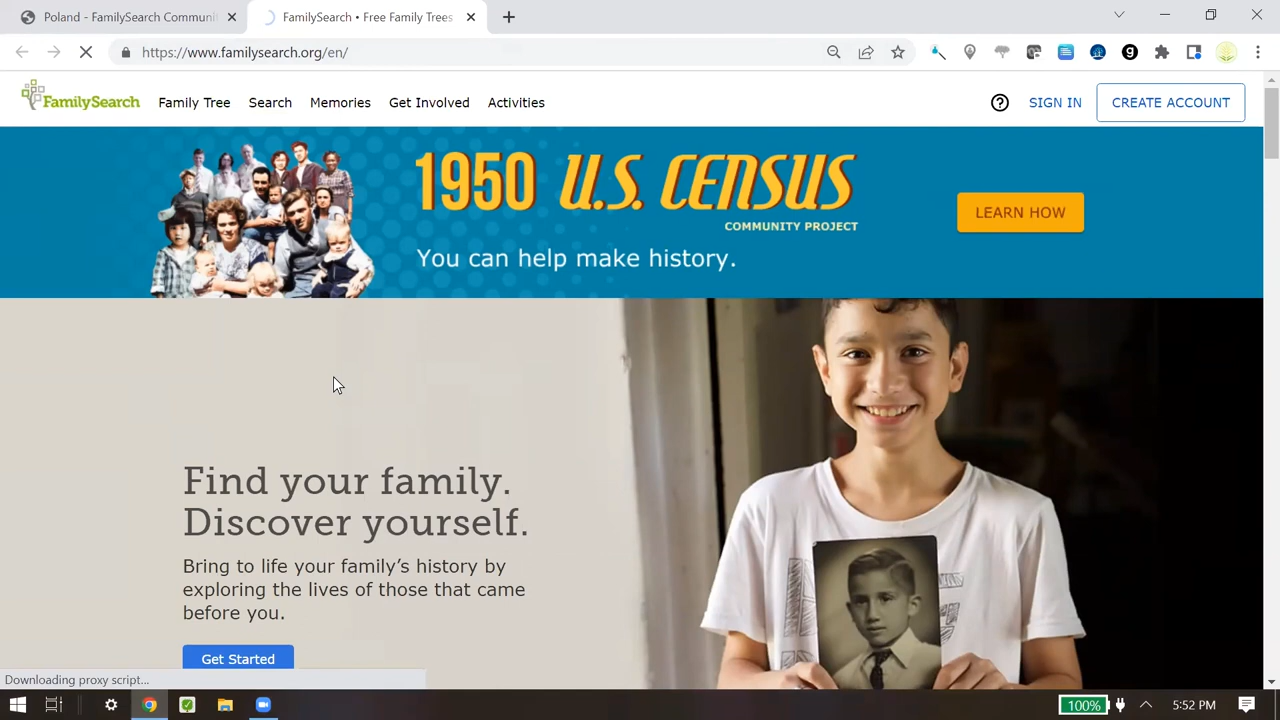 Poland - FamilySearch Commun
FamilySearch • Free Family Trees
https://www.familysearch.org/en/
FamilySearch
Family Tree
Search
Memories
Get Involved
Activities
SIGN IN
CREATE ACCOUNT
1950 U.S. CENSUS
COMMUNITY PROJECT
You can help make history.
LEARN HOW
Find your family.
Discover yourself.
Bring to life your family's history by
exploring the lives of those that came
before you.
Get Started
Downloading proxy script...
100%
5:52 PM